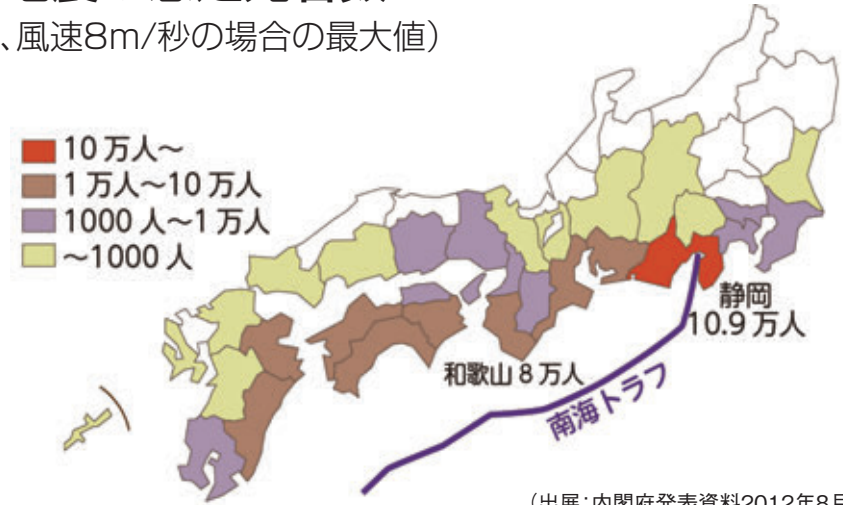 、風速8m/秒の場合の最大値）
10万人～
1万人～10万人
1000人～1万人
～1000人
静岡
10.9万人
和歌山8万人
南海トラフ
（出展：内閣府発表資料2012年8月